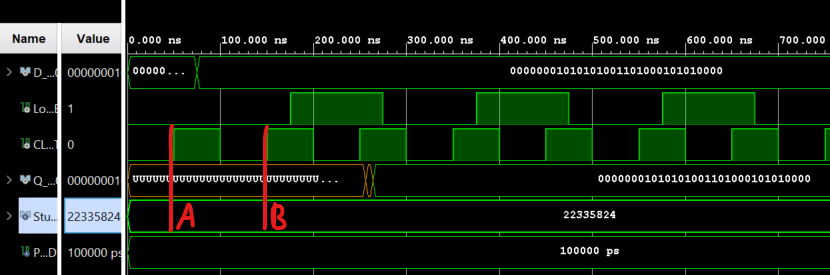 Name Value 0.000 ns 100.000 ns 200.000 ns 300.000 ns 400.000 ns 500.000 ns 600.000 ns 700.000
D_...0 00000001 00000... 00000001010101001101000101010000
Lo...E 1
CL...T 0
Q_...0 00000001 UUUUUUUUUUUUUUUUUUUUUUUUUUUU... 00000001010101001101000101010000
Stu... 22335824 A B 22335824
P...D 100000 ps 100000 ps